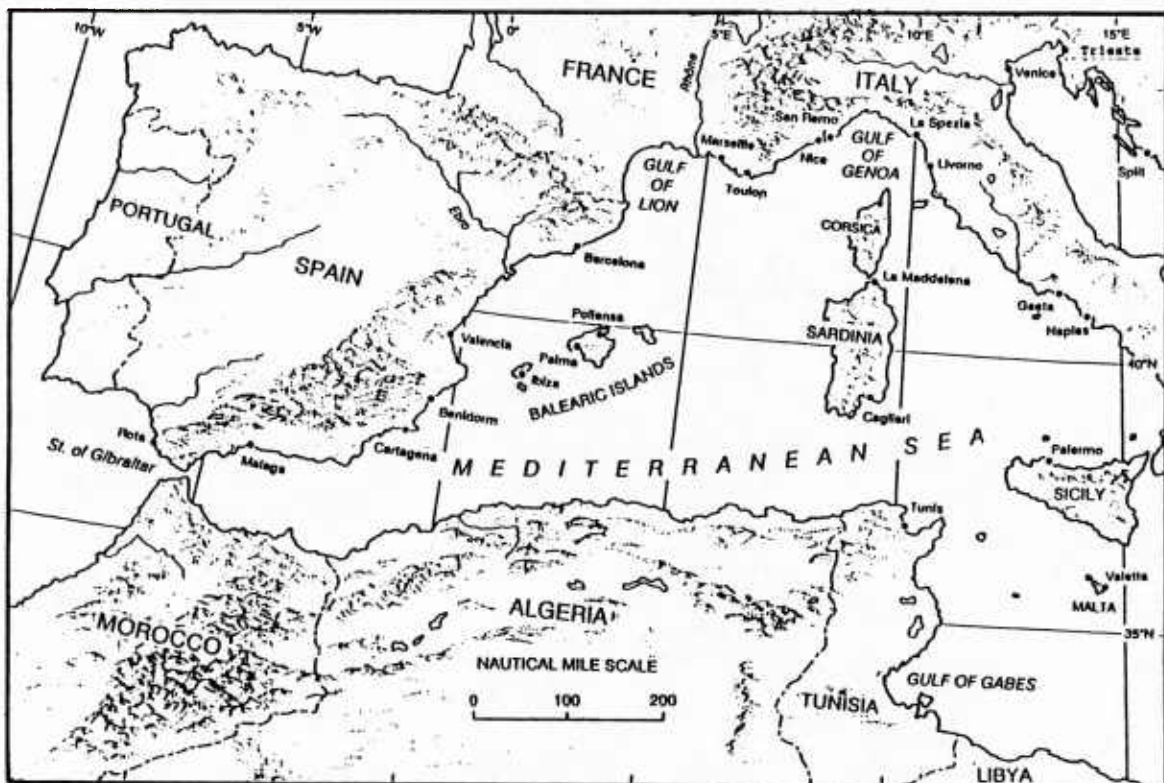 10°W
5°W
0°
5°E
10°E
15°E
Trieste
FRANCE
Rhône
ITALY
Venice
San Remo
La Spezia
Marseille
Nice
GULF
OF
GENOA
Livorno
Split
GULF
OF
LION
Toulon
PORTUGAL
Ebro
CORSICA
SPAIN
Barcelona
La Maddalena
Pollensa
Gaeta
Naples
Valencia
Palma
SARDINIA
40°N
Ibiza
BALEARIC ISLANDS
Benidorm
Cagliari
Rota
St. of Gibraltar
Malaga
Cartagena
MEDITERRANEAN SEA
Palermo
SICILY
Tunis
Valetta
MALTA
ALGERIA
MOROCCO
35°N
NAUTICAL MILE SCALE
0 100 200
GULF OF GABES
TUNISIA
LIBYA